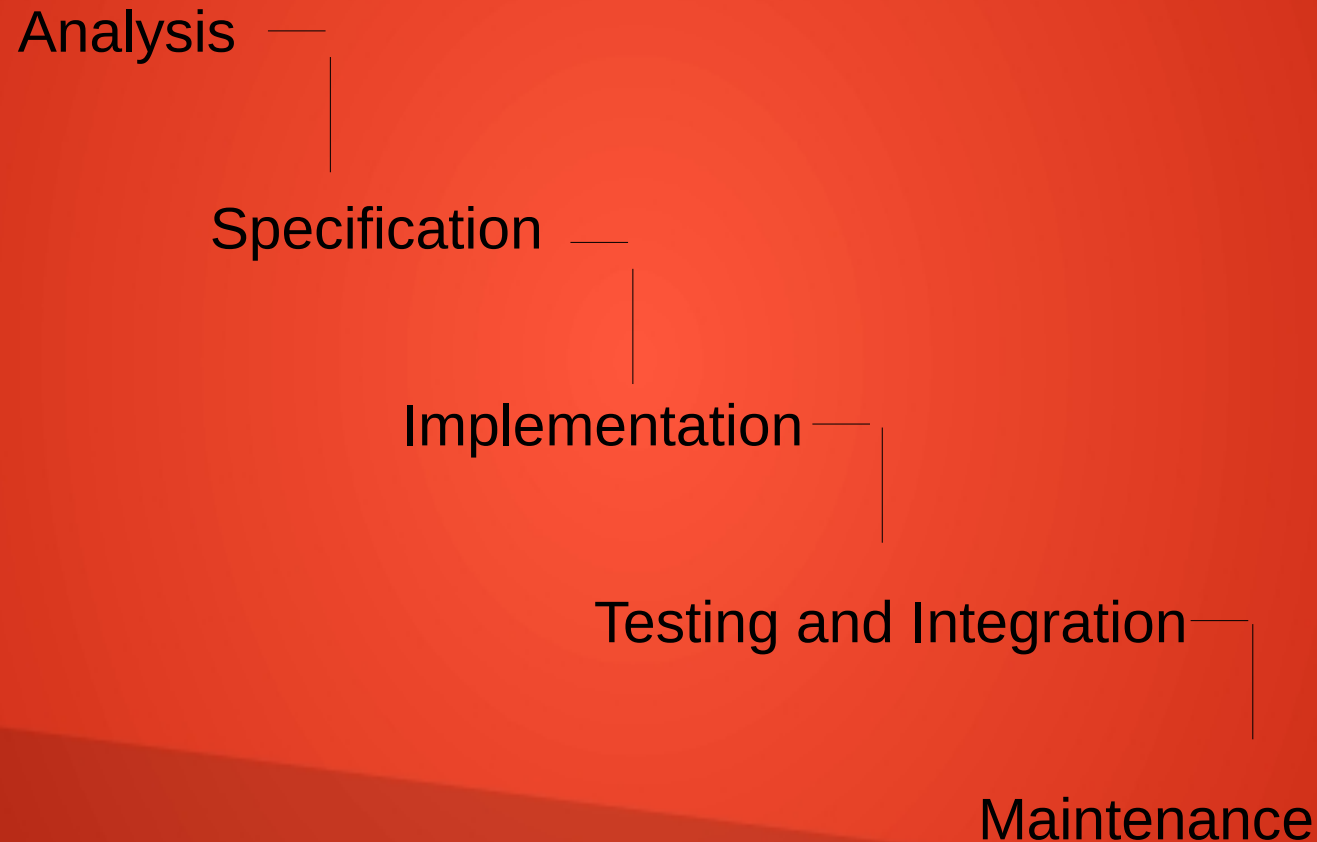 Analysis
Specification
Implementation
Testing and Integration
Maintenance